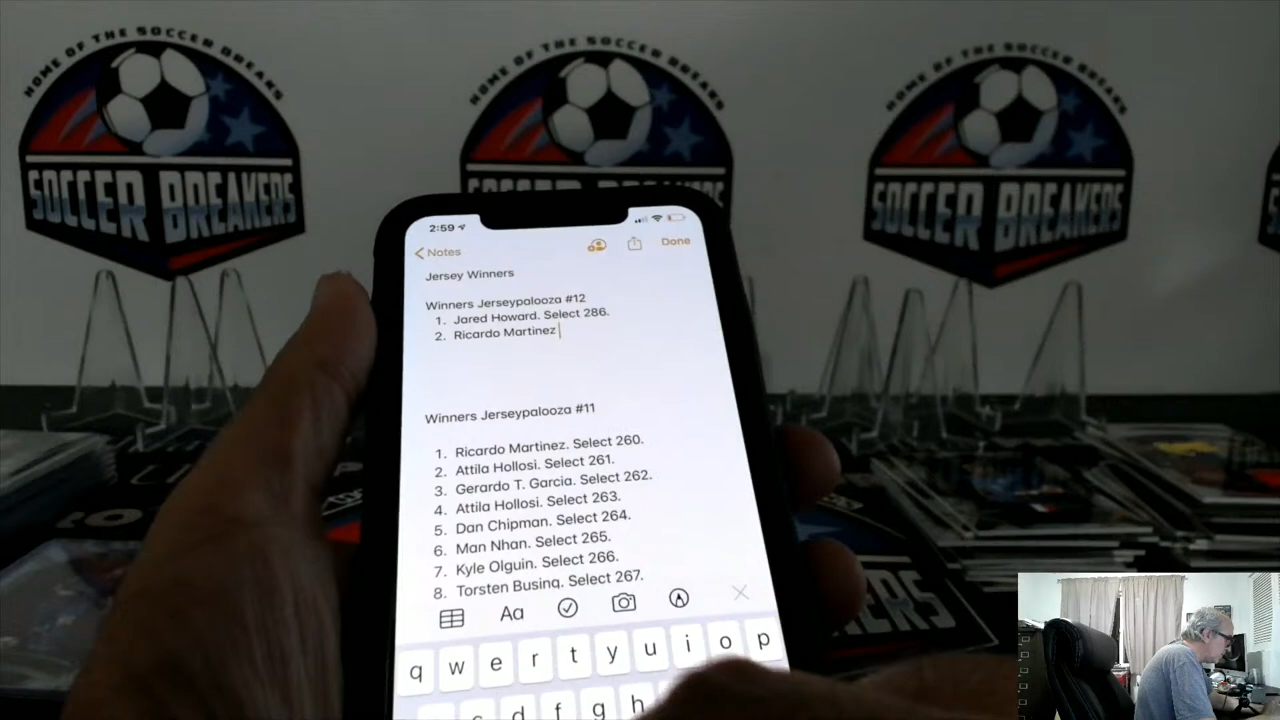 HOME OF THE SOCCER BREAKS
SOCCER BREAKERS
HOME OF THE SOCCER BREAKS
SOCCER BREAKERS
HOME OF THE SOCCER BREAKS
SOCCER BREAKERS
2:59
Notes
Done
Jersey Winners
Winners Jerseypalooza #12
1. Jared Howard. Select 286.
2. Ricardo Martinez
Winners Jerseypalooza #11
1. Ricardo Martinez. Select 260.
2. Attila Hollosi. Select 261.
3. Gerardo T. Garcia. Select 262.
4. Attila Hollosi. Select 263.
5. Dan Chipman. Select 264.
6. Man Nhan. Select 265.
7. Kyle Olguin. Select 266.
8. Torsten Businq. Select 267.
Aa
q w e r t y u i o p
d f g h